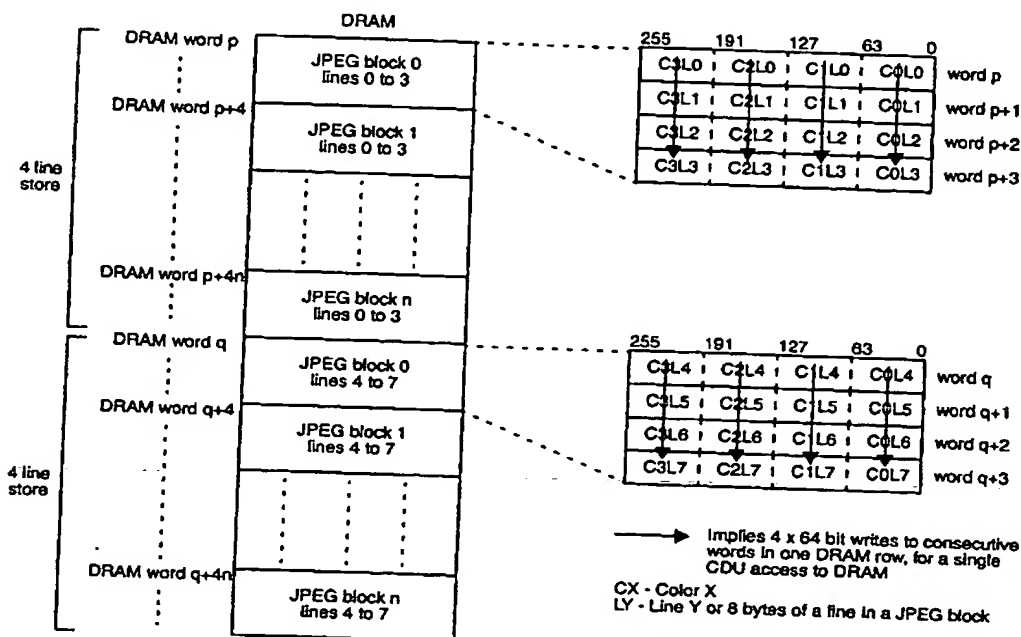 DRAM
DRAM word p
JPEG block 0
lines 0 to 3
DRAM word p+4
JPEG block 1
lines 0 to 3
4 line
store
DRAM word p+4n
JPEG block n
lines 0 to 3
DRAM word q
JPEG block 0
lines 4 to 7
DRAM word q+4
JPEG block 1
lines 4 to 7
4 line
store
DRAM word q+4n
JPEG block n
lines 4 to 7
255 191 127 63 0
C3L0 C2L0 C1L0 C0L0 word p
C3L1 C2L1 C1L1 C0L1 word p+1
C3L2 C2L2 C1L2 C0L2 word p+2
C3L3 C2L3 C1L3 C0L3 word p+3
255 191 127 63 0
C3L4 C2L4 C1L4 C0L4 word q
C3L5 C2L5 C1L5 C0L5 word q+1
C3L6 C2L6 C1L6 C0L6 word q+2
C3L7 C2L7 C1L7 C0L7 word q+3
Implies 4 x 64 bit writes to consecutive
words in one DRAM row, for a single
CDU access to DRAM
CX - Color X
LY - Line Y or 8 bytes of a fine in a JPEG block